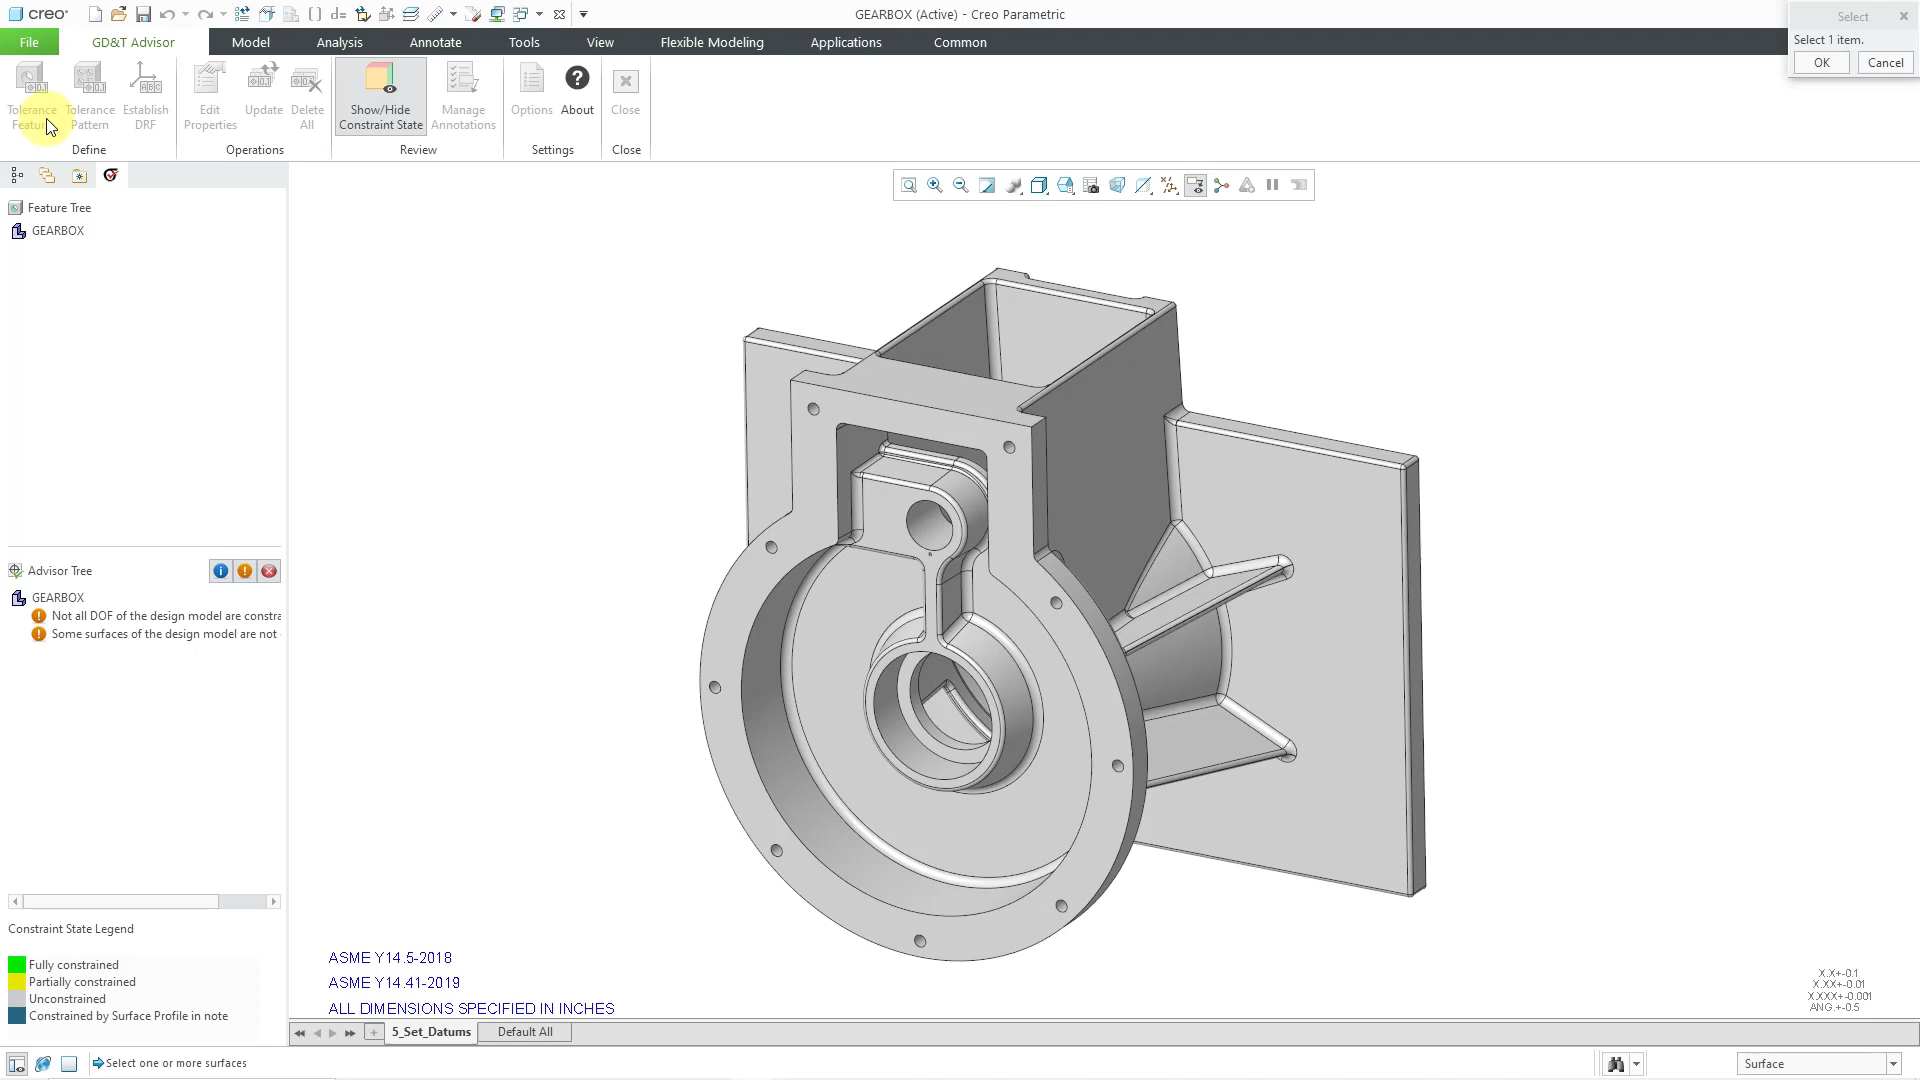 creo
d=
GEARBOX (Active) - Creo Parametric
Select
Select 1 item.
OK
Cancel
File
GD&T Advisor
Model
Analysis
Annotate
Tools
View
Flexible Modeling
Applications
Common
Tolerance Feature
Tolerance Pattern
Establish DRF
Edit Properties
Update
Delete All
Show/Hide Constraint State
Manage Annotations
Options
About
Close
Define
Operations
Review
Settings
Close
Feature Tree
GEARBOX
Advisor Tree
GEARBOX
Not all DOF of the design model are constra
Some surfaces of the design model are not
Constraint State Legend
Fully constrained
Partially constrained
Unconstrained
Constrained by Surface Profile in note
ASME Y14.5-2018
ASME Y14.41-2019
ALL DIMENSIONS SPECIFIED IN INCHES
X.X+-0.1
X.XX+-0.01
X.XXX+-0.001
ANG.+-0.5
5_Set_Datums
Default All
Select one or more surfaces
Surface